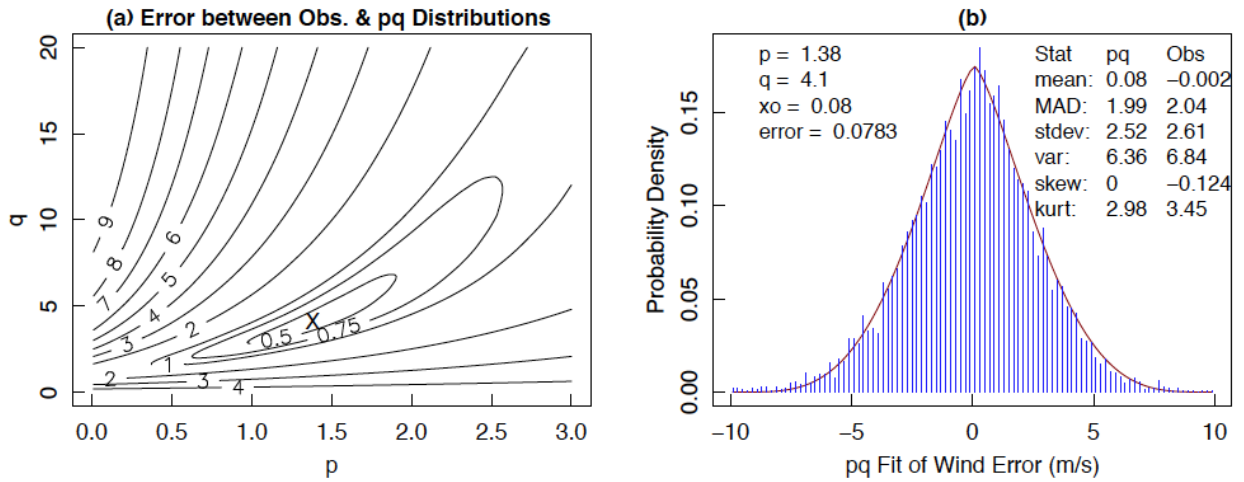 (a) Error between Obs. & pq Distributions
20
15
10
5
0
q
9
8
7
6
5
4
3
2
1
0.5
0.75
X
2
3
4
0.0 0.5 1.0 1.5 2.0 2.5 3.0
p
(b)
p = 1.38
q = 4.1
xo = 0.08
error = 0.0783
Stat pq Obs
mean: 0.08 −0.002
MAD: 1.99 2.04
stdev: 2.52 2.61
var: 6.36 6.84
skew: 0 −0.124
kurt: 2.98 3.45
Probability Density
0.15
0.10
0.05
0.00
−10 −5 0 5 10
pq Fit of Wind Error (m/s)